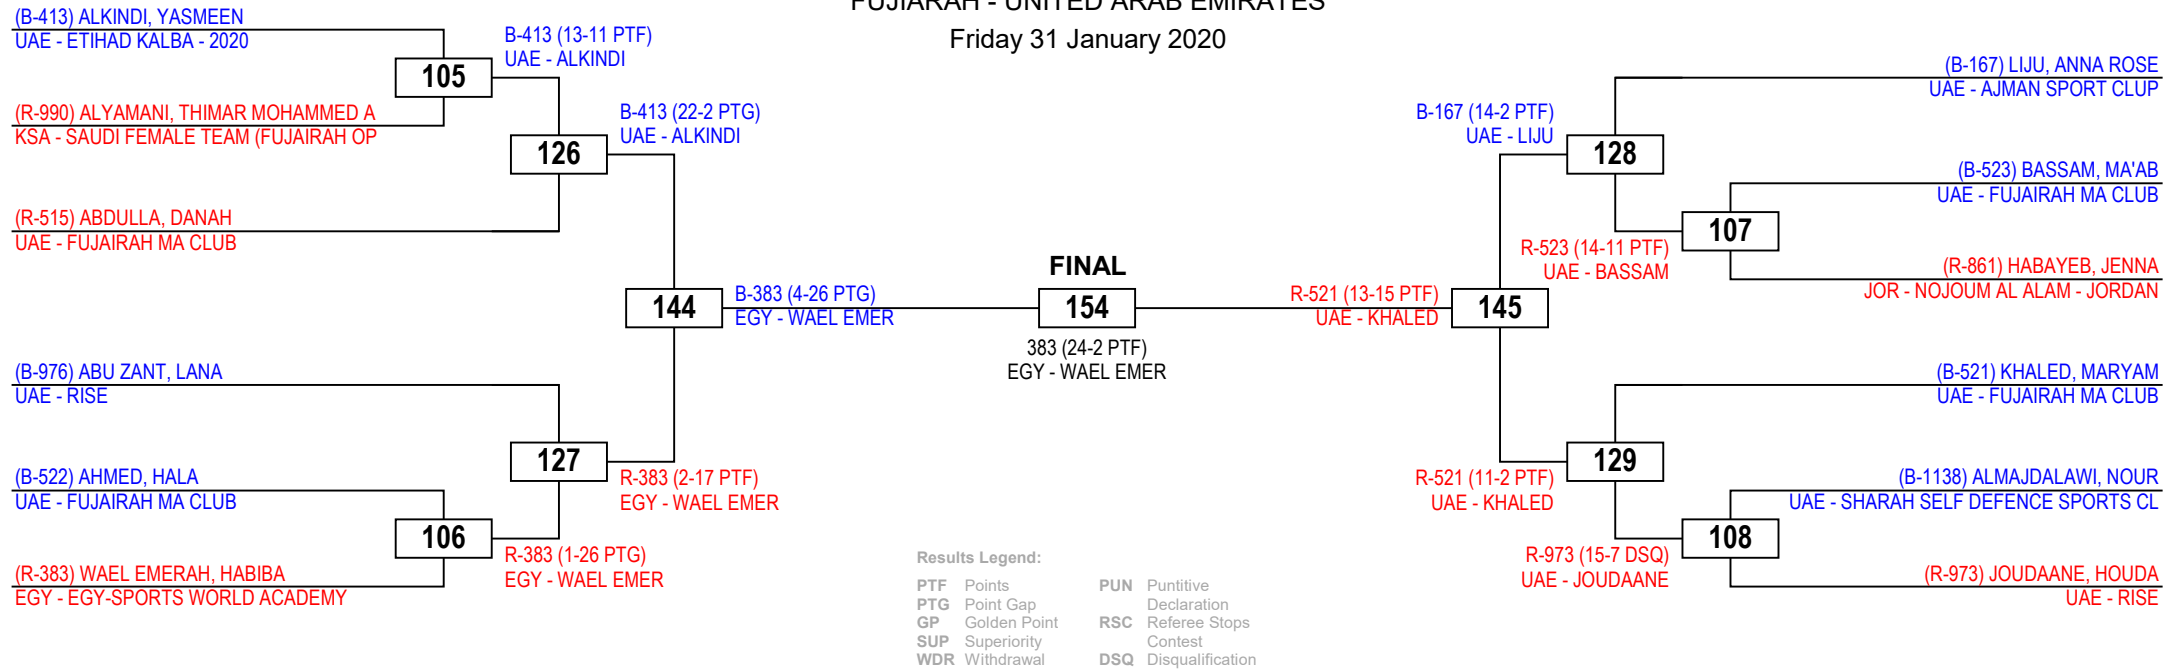 FUJIARAH - UNITED ARAB EMIRATES
Friday 31 January 2020
(B-413) ALKINDI, YASMEEN
UAE - ETIHAD KALBA - 2020
105
B-413 (13-11 PTF)
UAE - ALKINDI
(R-990) ALYAMANI, THIMAR MOHAMMED A
KSA - SAUDI FEMALE TEAM (FUJAIRAH OP
126
B-413 (22-2 PTG)
UAE - ALKINDI
(R-515) ABDULLA, DANAH
UAE - FUJAIRAH MA CLUB
144
B-383 (4-26 PTG)
EGY - WAEL EMER
(B-976) ABU ZANT, LANA
UAE - RISE
127
R-383 (2-17 PTF)
EGY - WAEL EMER
(B-522) AHMED, HALA
UAE - FUJAIRAH MA CLUB
106
R-383 (1-26 PTG)
EGY - WAEL EMER
(R-383) WAEL EMERAH, HABIBA
EGY - EGY-SPORTS WORLD ACADEMY
FINAL
154
383 (24-2 PTF)
EGY - WAEL EMER
(B-167) LIJU, ANNA ROSE
UAE - AJMAN SPORT CLUP
B-167 (14-2 PTF)
UAE - LIJU
128
(B-523) BASSAM, MA'AB
UAE - FUJAIRAH MA CLUB
107
R-523 (14-11 PTF)
UAE - BASSAM
(R-861) HABAYEB, JENNA
JOR - NOJOUM AL ALAM - JORDAN
R-521 (13-15 PTF)
UAE - KHALED
145
(B-521) KHALED, MARYAM
UAE - FUJAIRAH MA CLUB
129
R-521 (11-2 PTF)
UAE - KHALED
(B-1138) ALMAJDALAWI, NOUR
UAE - SHARAH SELF DEFENCE SPORTS CL
108
R-973 (15-7 DSQ)
UAE - JOUDAANE
(R-973) JOUDAANE, HOUDA
UAE - RISE
Results Legend:
PTF Points
PTG Point Gap
GP Golden Point
SUP Superiority
WDR Withdrawal
PUN Puntitive
Declaration
RSC Referee Stops
Contest
DSQ Disqualification